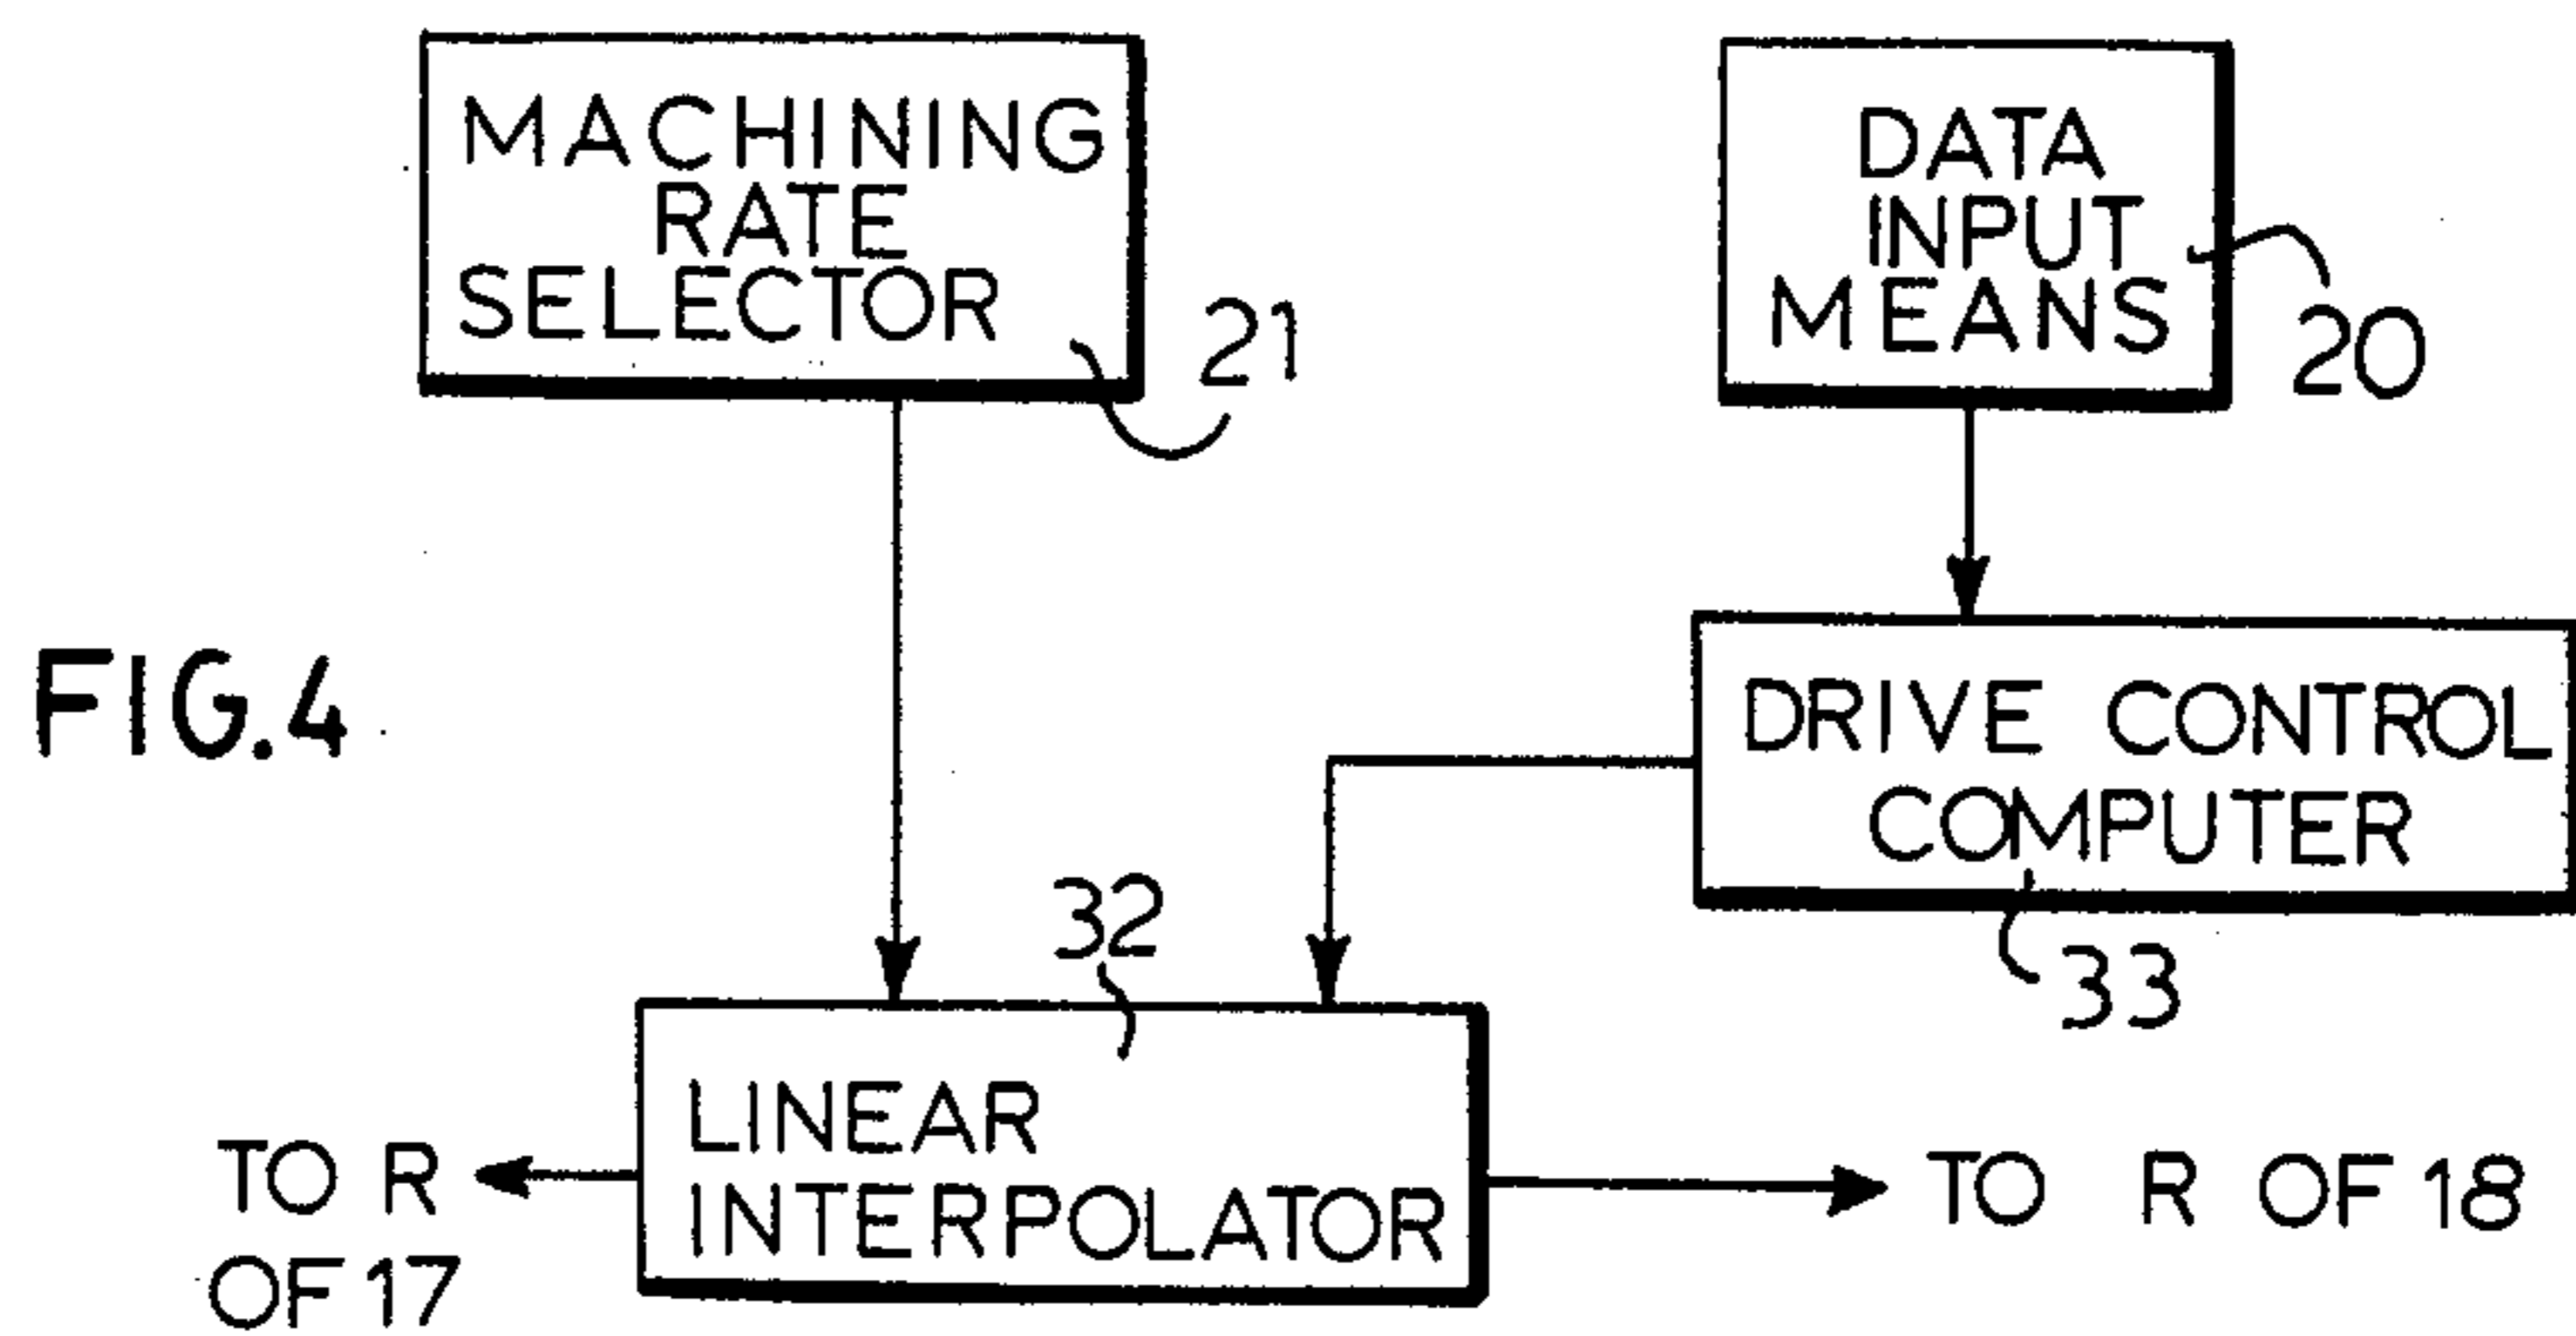 MACHINING
RATE
SELECTOR
21
DATA
INPUT
MEANS
20
FIG.4
DRIVE CONTROL
COMPUTER
33
32
LINEAR
INTERPOLATOR
TO R
OF 17
TO R OF 18